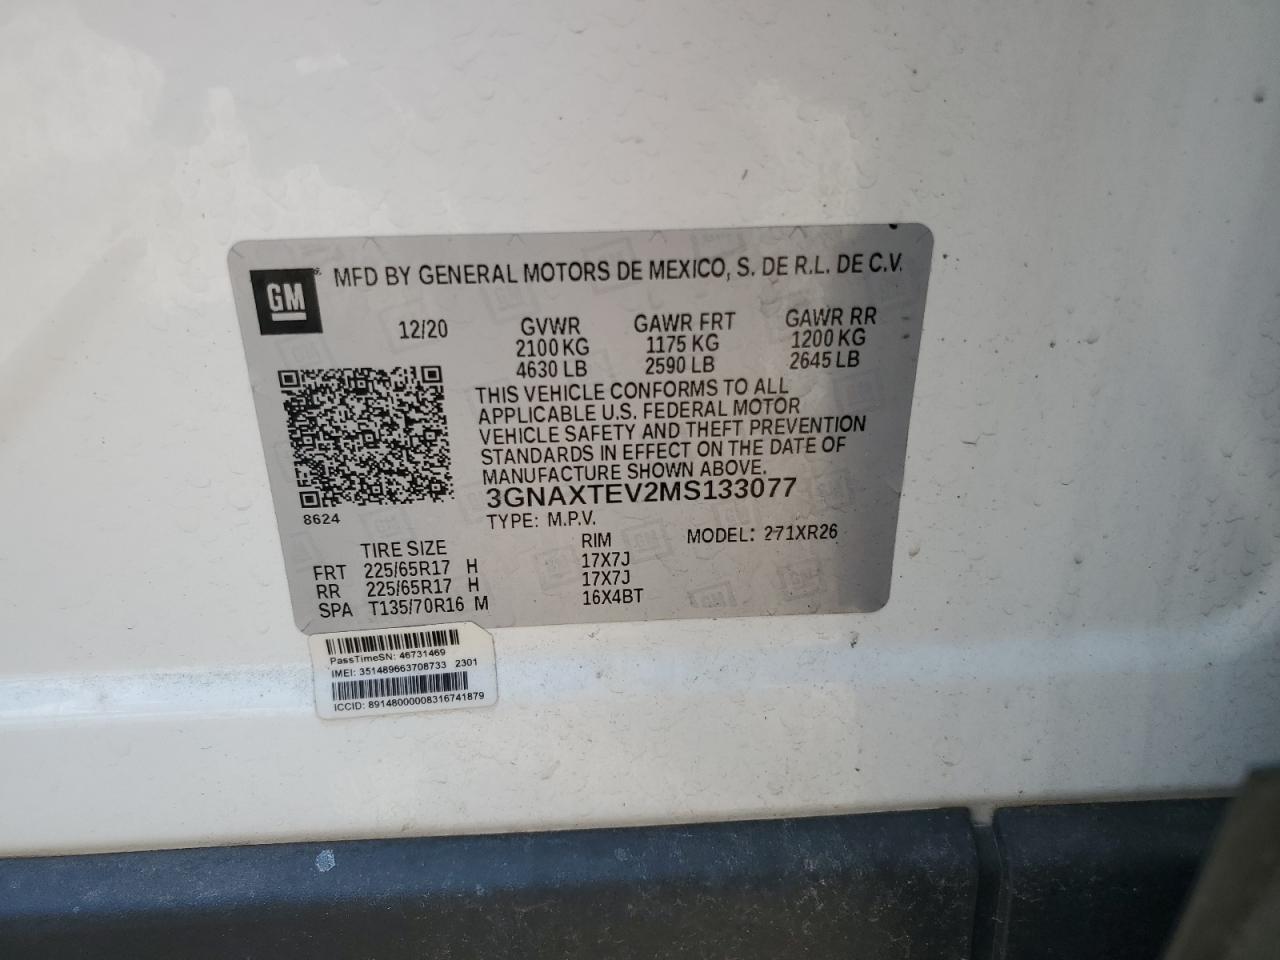 GM
MFD BY GENERAL MOTORS DE MEXICO, S. DE R.L. DE C.V.
12/20 GVWR GAWR FRT GAWR RR
2100 KG 1175 KG 1200 KG
4630 LB 2590 LB 2645 LB
THIS VEHICLE CONFORMS TO ALL
APPLICABLE U.S. FEDERAL MOTOR
VEHICLE SAFETY AND THEFT PREVENTION
STANDARDS IN EFFECT ON THE DATE OF
MANUFACTURE SHOWN ABOVE.
3GNAXTEV2MS133077
8624
TYPE: M.P.V.
MODEL: 271XR26
TIRE SIZE RIM
FRT 225/65R17 H 17X7J
RR 225/65R17 H 17X7J
SPA T135/70R16 M 16X4BT
PassTimeSN: 46731469
IMEI: 351489663708733 2301
ICCID: 89148000008316741879